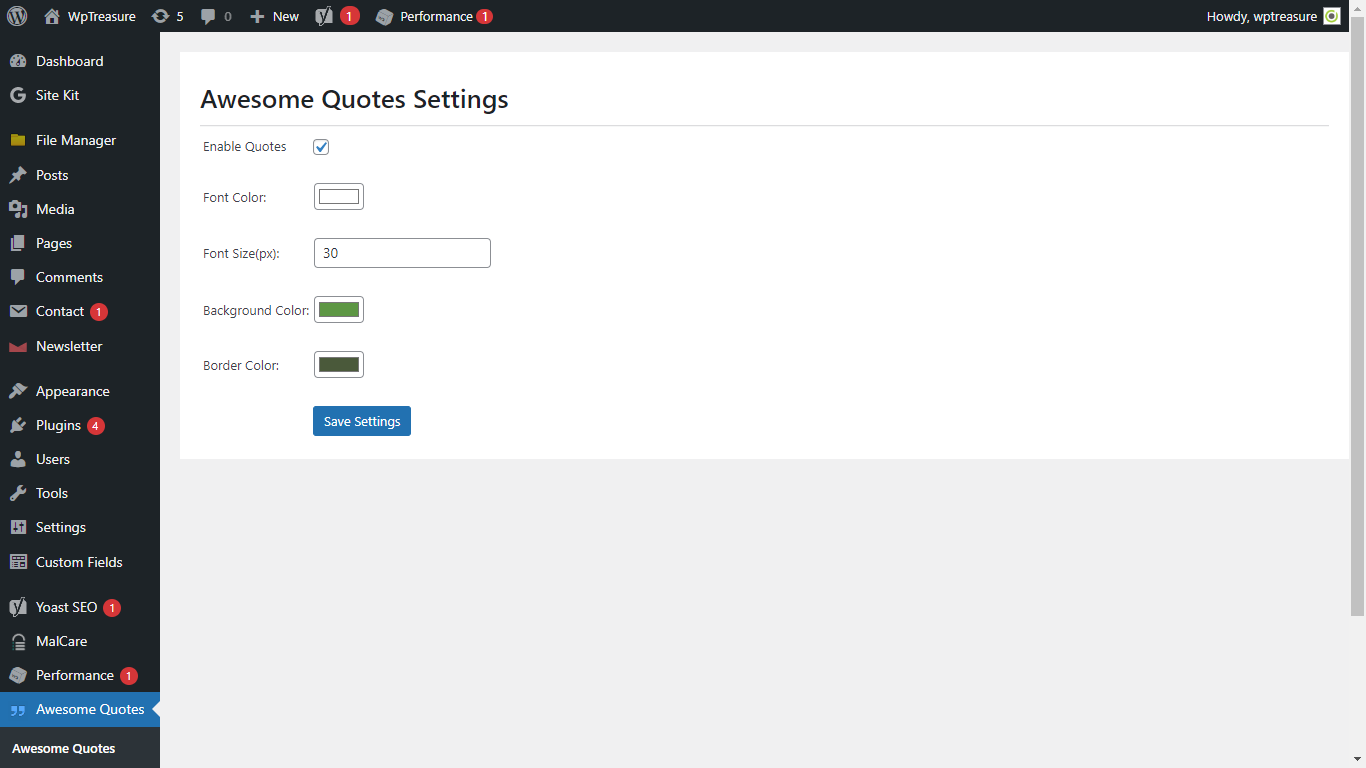 WpTreasure 5 0 New 1 Performance 1 Howdy, wptreasure
Dashboard
Site Kit
File Manager
Posts
Media
Pages
Comments
Contact 1
Newsletter
Appearance
Plugins 4
Users
Tools
Settings
Custom Fields
Yoast SEO 1
MalCare
Performance 1
Awesome Quotes
Awesome Quotes
Awesome Quotes Settings
Enable Quotes
Font Color:
Font Size(px): 30
Background Color:
Border Color:
Save Settings